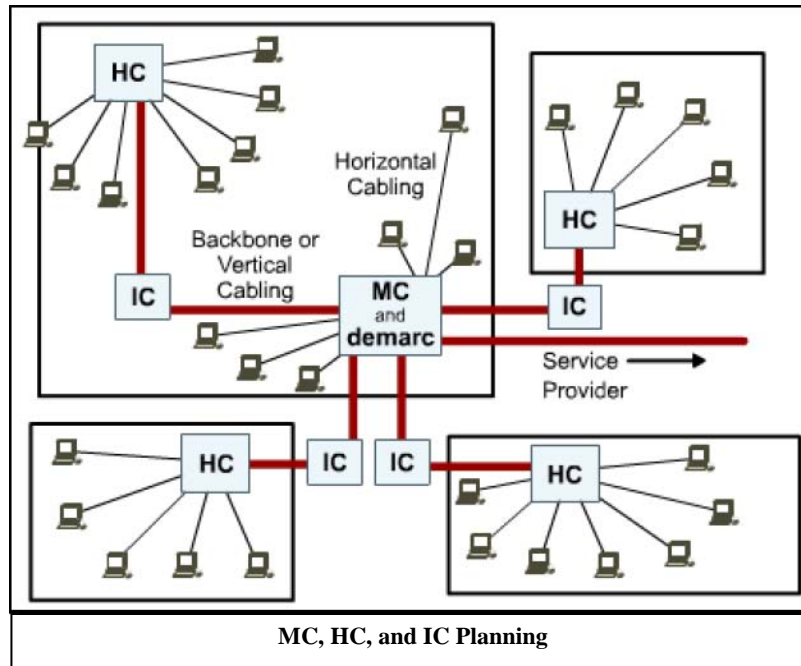 HC
Horizontal
Cabling
HC
Backbone or
Vertical
Cabling
IC
MC
and
demarc
IC
Service
Provider
HC
IC
IC
HC
MC, HC, and IC Planning